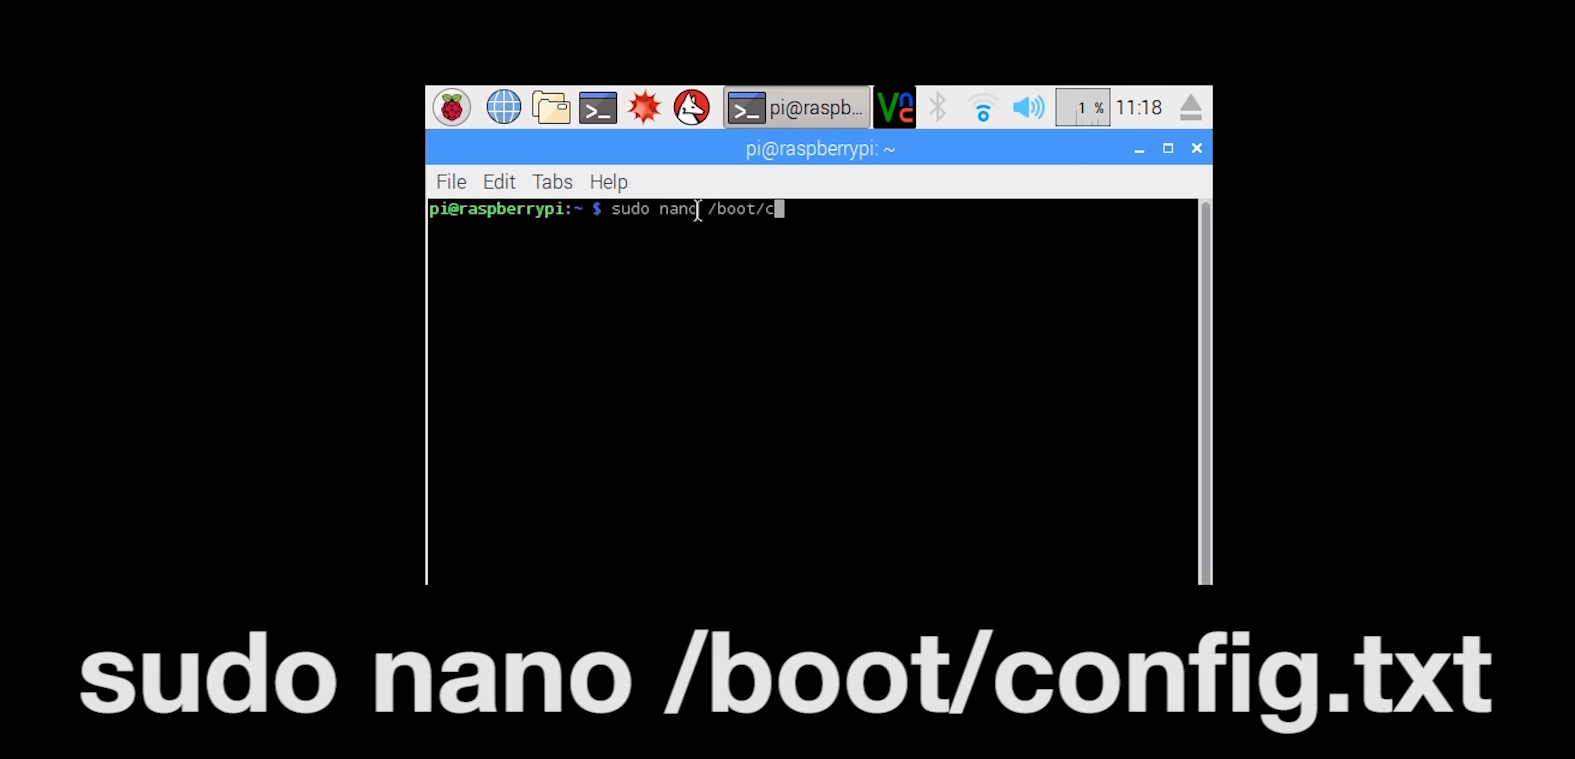 >_ >_ pi@raspb... Vnc 1 % 11:18
pi@raspberrypi: ~
File Edit Tabs Help
pi@raspberrypi:~ $ sudo nano /boot/c
sudo nano /boot/config.txt